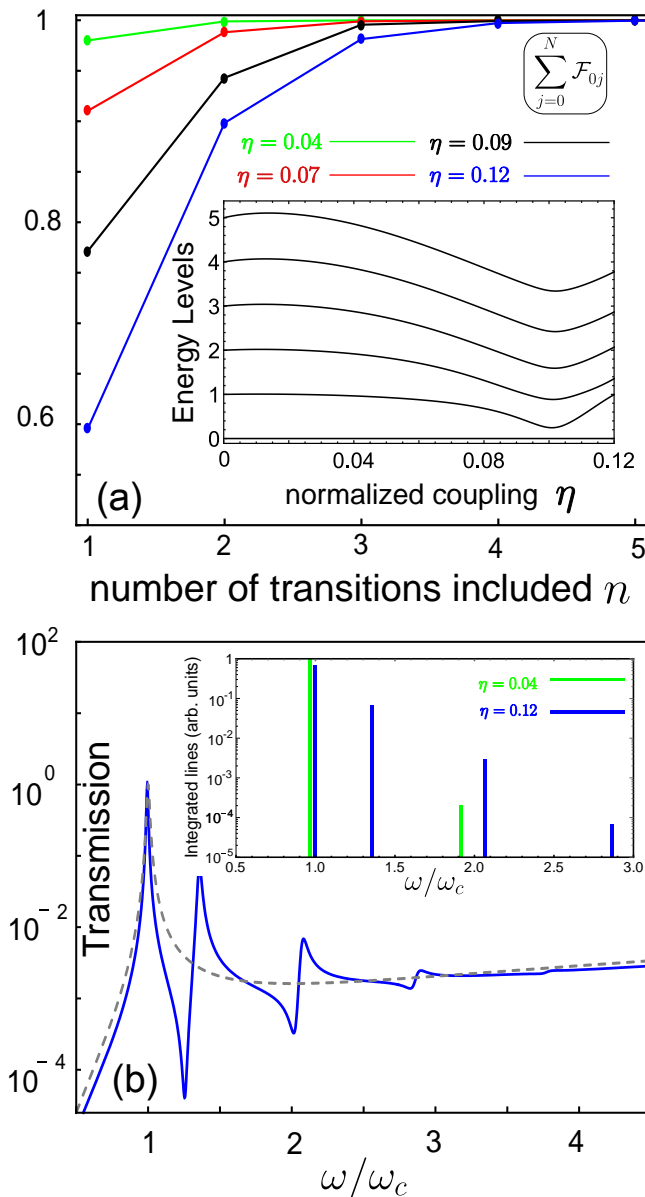 1
0.8
0.6
N
∑ 𝓕₀ⱼ
j=0
η = 0.04 η = 0.09
η = 0.07 η = 0.12
Energy Levels
5
4
3
2
1
0
0 0.04 0.08 0.12
normalized coupling η
(a)
1 2 3 4 5
number of transitions included n
10²
10⁰
10⁻²
10⁻⁴
Transmission
Integrated lines (arb. units)
1
10⁻¹
10⁻²
10⁻³
10⁻⁴
10⁻⁵
η = 0.04
η = 0.12
0.5 1.0 1.5 2.0 2.5 3.0
ω/ω_c
(b)
1 2 3 4
ω/ω_c